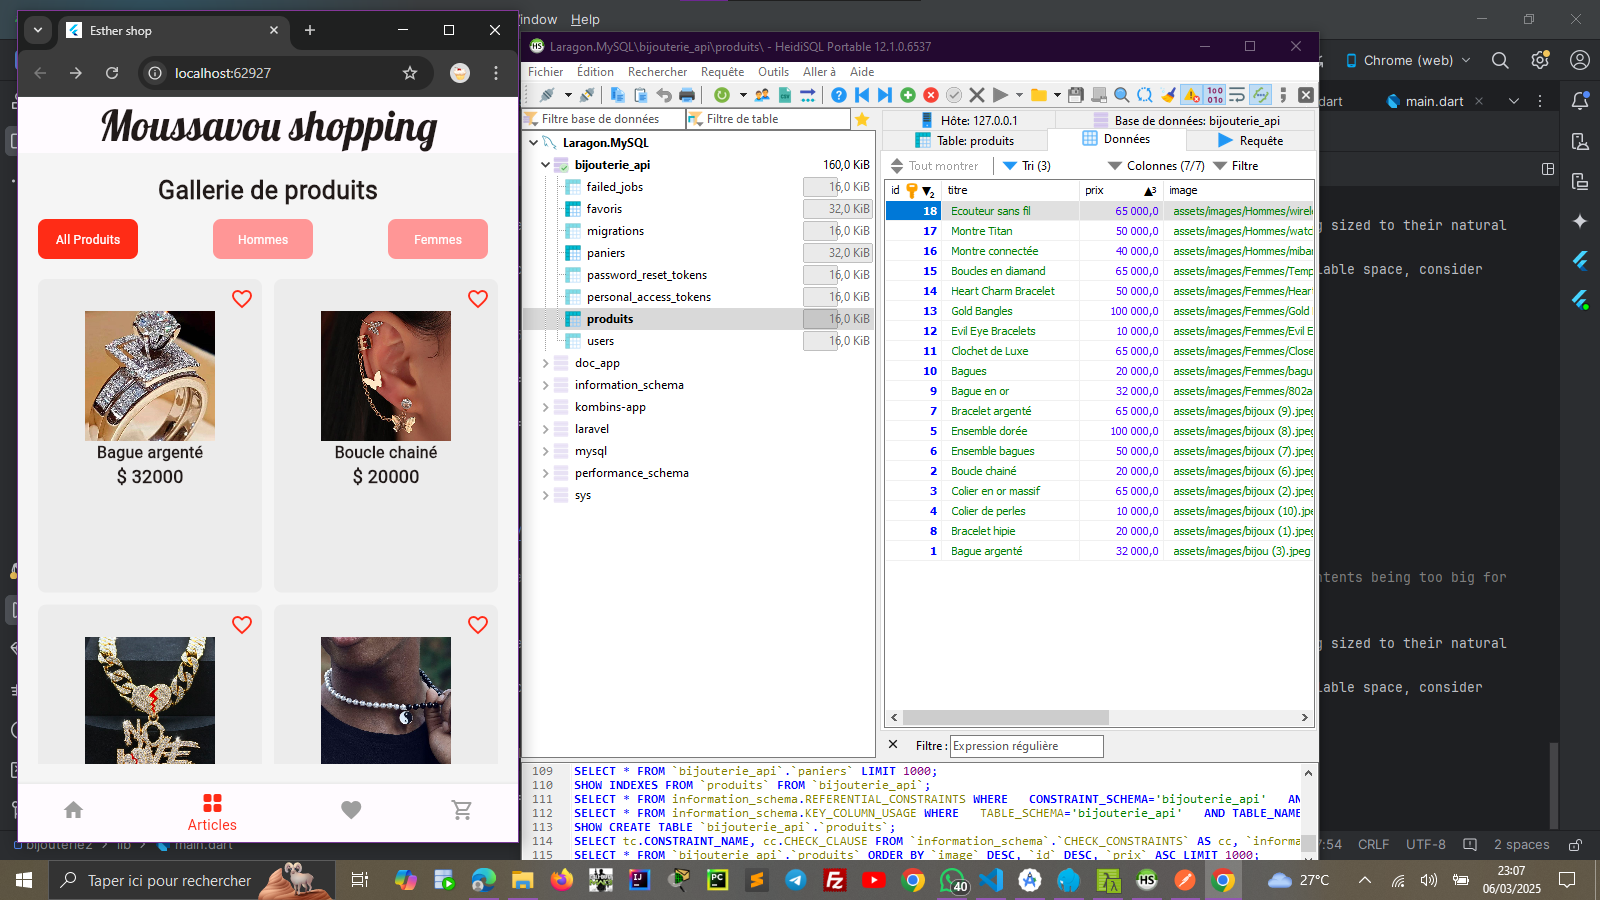 Esther shop
localhost:62927
Moussavou shopping
Gallerie de produits
All Produits
Hommes
Femmes
Bague argenté
$ 32000
Boucle chainé
$ 20000
Articles
Window Help
Laragon.MySQL\bijouterie_api\produits\ - HeidiSQL Portable 12.1.0.6537
Fichier Édition Rechercher Requête Outils Aller à Aide
Filtre base de données
Filtre de table
Laragon.MySQL
bijouterie_api 160,0 KiB
failed_jobs 16,0 KiB
favoris 32,0 KiB
migrations 16,0 KiB
paniers 32,0 KiB
password_reset_tokens 16,0 KiB
personal_access_tokens 16,0 KiB
produits 16,0 KiB
users 16,0 KiB
doc_app
information_schema
kombins-app
laravel
mysql
performance_schema
sys
Hôte: 127.0.0.1
Base de données: bijouterie_api
Table: produits
Données
Requête
Tout montrer
Tri (3)
Colonnes (7/7)
Filtre
id titre prix image
18 Ecouteur sans fil 65 000,0 assets/images/Hommes/wirel
17 Montre Titan 50 000,0 assets/images/Hommes/watc
16 Montre connectée 40 000,0 assets/images/Hommes/mibar
15 Boucles en diamand 65 000,0 assets/images/Femmes/Temp
14 Heart Charm Bracelet 50 000,0 assets/images/Femmes/Heart
13 Gold Bangles 100 000,0 assets/images/Femmes/Gold
12 Evil Eye Bracelets 10 000,0 assets/images/Femmes/Evil E
11 Clochet de Luxe 65 000,0 assets/images/Femmes/Close
10 Bagues 20 000,0 assets/images/Femmes/bagu
9 Bague en or 32 000,0 assets/images/Femmes/802a
7 Bracelet argenté 65 000,0 assets/images/bijoux (9).jpeg
5 Ensemble dorée 100 000,0 assets/images/bijoux (8).jpeg
6 Ensemble bagues 50 000,0 assets/images/bijoux (7).jpeg
2 Boucle chainé 20 000,0 assets/images/bijoux (6).jpeg
3 Colier en or massif 65 000,0 assets/images/bijoux (2).jpeg
4 Colier de perles 10 000,0 assets/images/bijoux (10).jpeg
8 Bracelet hipie 20 000,0 assets/images/bijoux (1).jpeg
1 Bague argenté 32 000,0 assets/images/bijou (3).jpeg
Filtre : Expression régulière
109 SELECT * FROM `bijouterie_api`.`paniers` LIMIT 1000;
110 SHOW INDEXES FROM `produits` FROM `bijouterie_api`;
111 SELECT * FROM information_schema.REFERENTIAL_CONSTRAINTS WHERE CONSTRAINT_SCHEMA='bijouterie_api' AN
112 SELECT * FROM information_schema.KEY_COLUMN_USAGE WHERE TABLE_SCHEMA='bijouterie_api' AND TABLE_NAME
113 SHOW CREATE TABLE `bijouterie_api`.`produits`;
114 SELECT tc.CONSTRAINT_NAME, cc.CHECK_CLAUSE FROM `information_schema`.`CHECK_CONSTRAINTS` AS cc, `informa
115 SELECT * FROM `bijouterie_api`.`produits` ORDER BY `image` DESC, `id` DESC, `prix` ASC LIMIT 1000;
Chrome (web)
dart
main.dart
g sized to their natural
lable space, consider
ntents being too big for
g sized to their natural
lable space, consider
bijouterie2 lib main.dart
7:54 CRLF UTF-8 2 spaces
Taper ici pour rechercher
40
27°C
23:07
06/03/2025